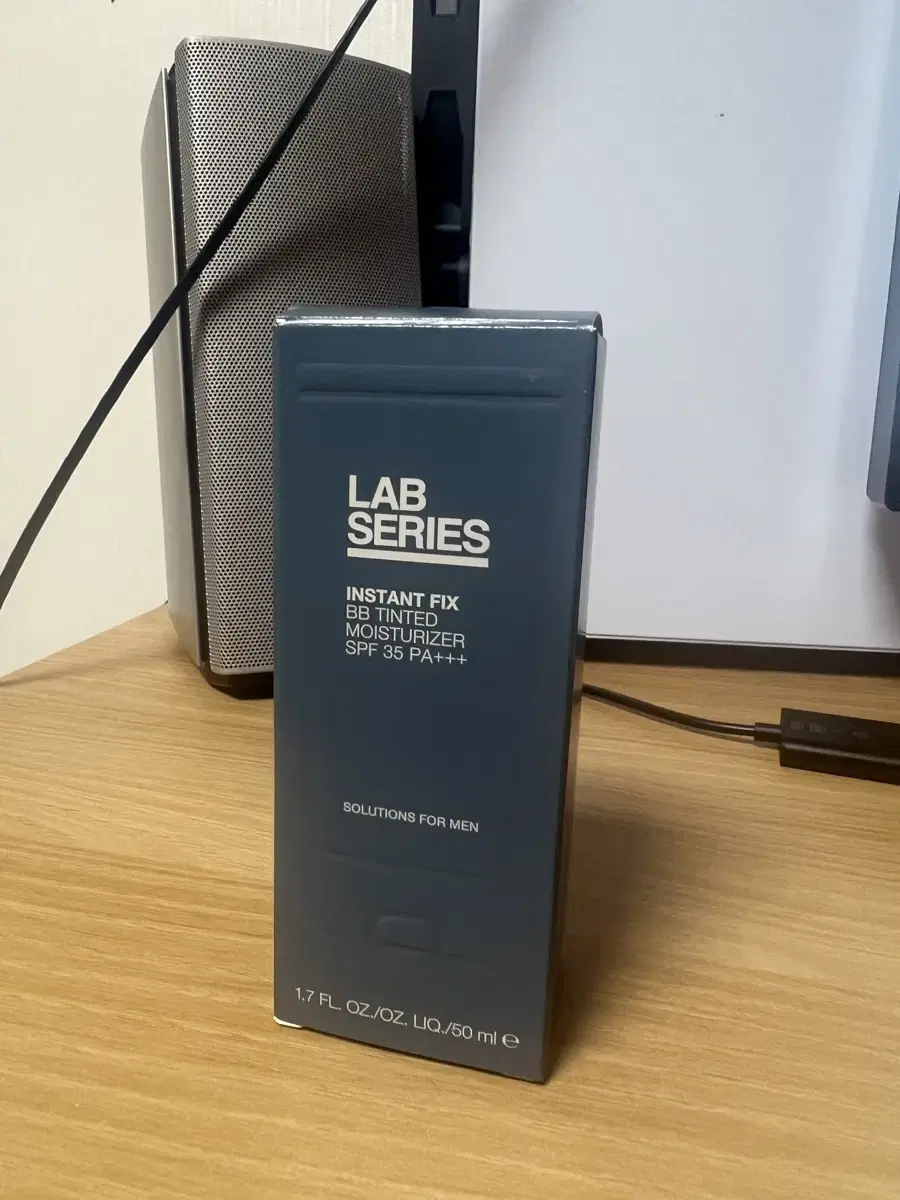 LAB
SERIES
INSTANT FIX
BB TINTED
MOISTURIZER
SPF 35 PA+++
SOLUTIONS FOR MEN
1.7 FL. OZ./OZ. LIQ./50 ml ℮